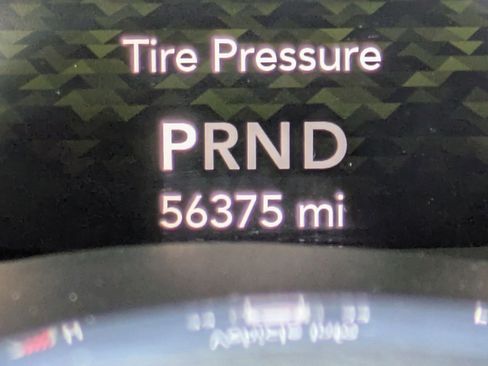 Tire Pressure
PRND
56375 mi
H